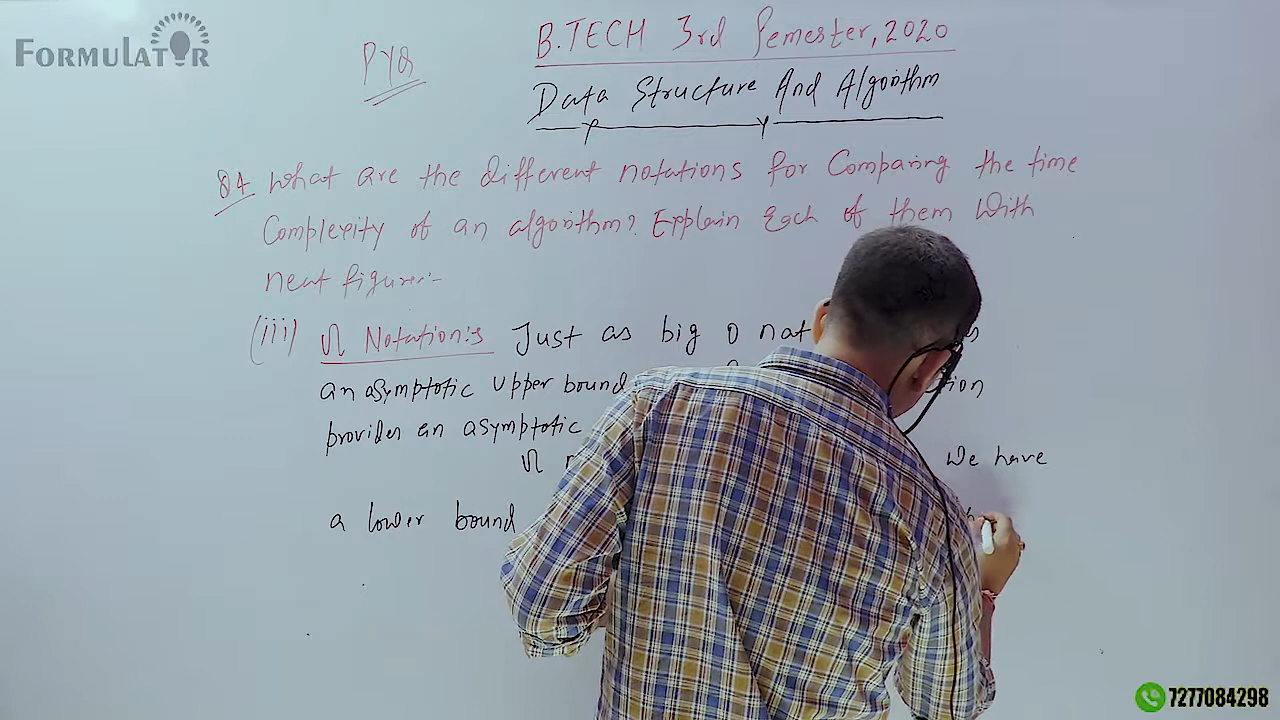 FORMULATOR
PYQ
B.TECH 3rd Semester, 2020
Data Structure And Algorithm
Q4 What are the different notations for Comparing the time
Complexity of an algorithm? Explain Each of them With
neat figure:-
(iii) Ω Notation:s Just as big O
an asymptotic upper bound
provides an asymptotic
Ω We have
a lower bound
7277084298